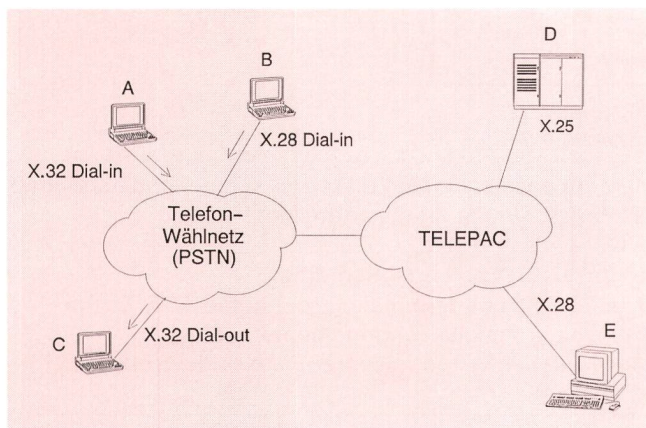 A
B
D
X.32 Dial-in
X.28 Dial-in
X.25
Telefon–
Wählnetz
(PSTN)
TELEPAC
C
X.32 Dial-out
X.28
E